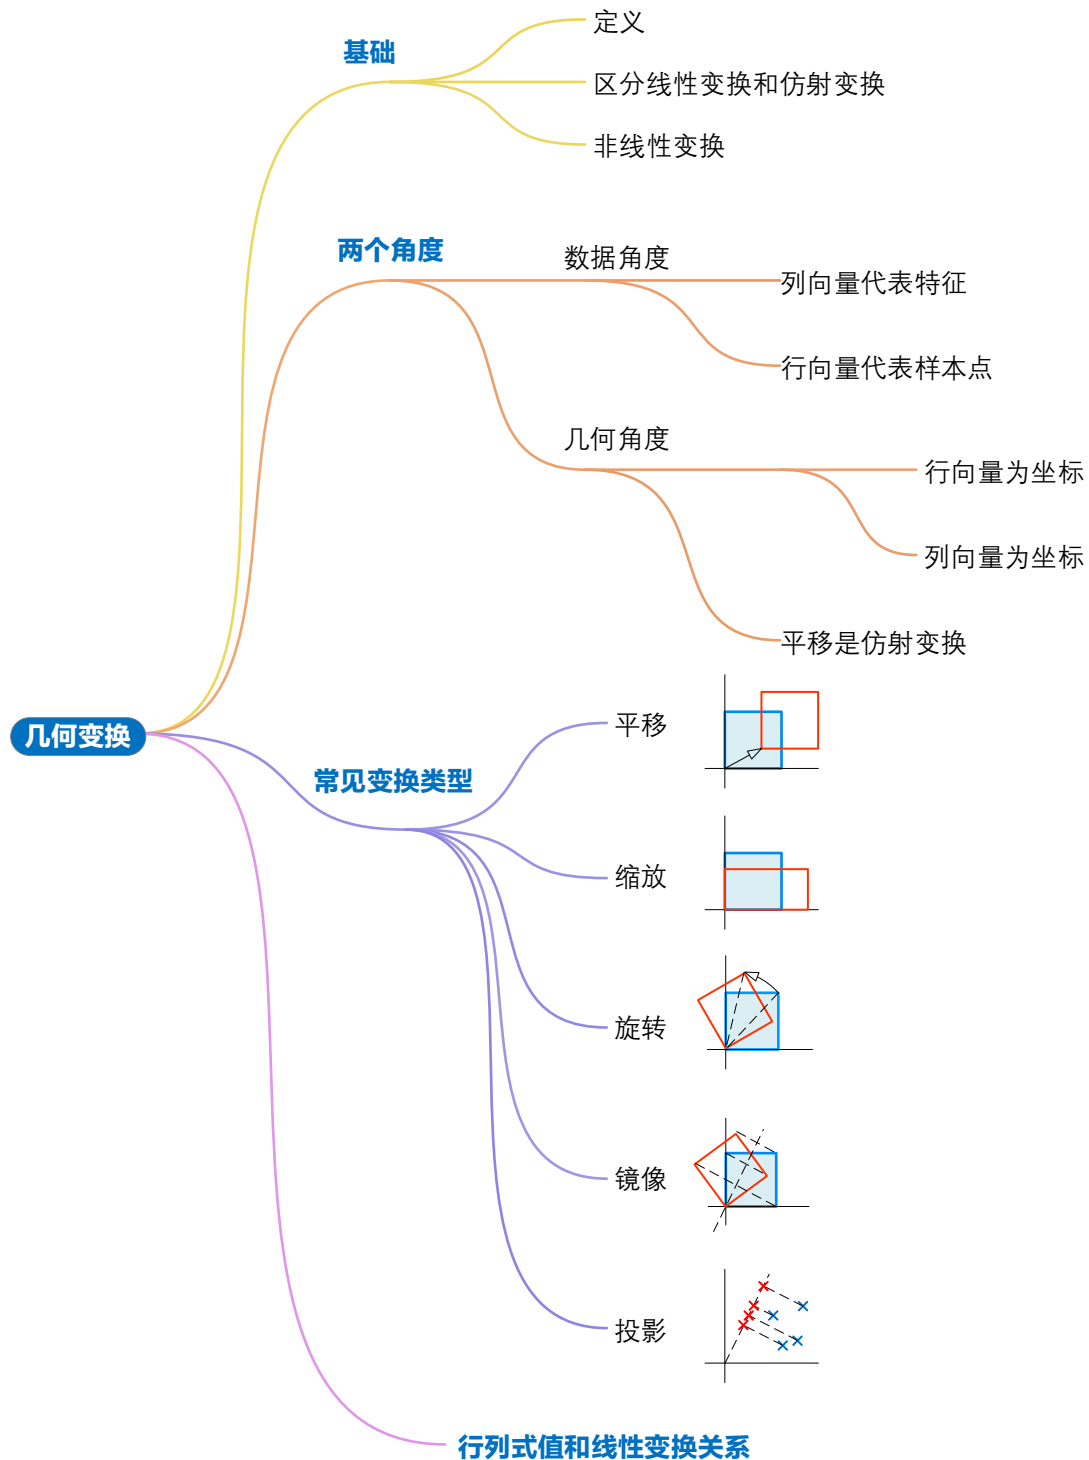 基础
定义
区分线性变换和仿射变换
非线性变换
两个角度
数据角度
列向量代表特征
行向量代表样本点
几何角度
行向量为坐标
列向量为坐标
平移是仿射变换
几何变换
常见变换类型
平移
缩放
旋转
镜像
投影
行列式值和线性变换关系